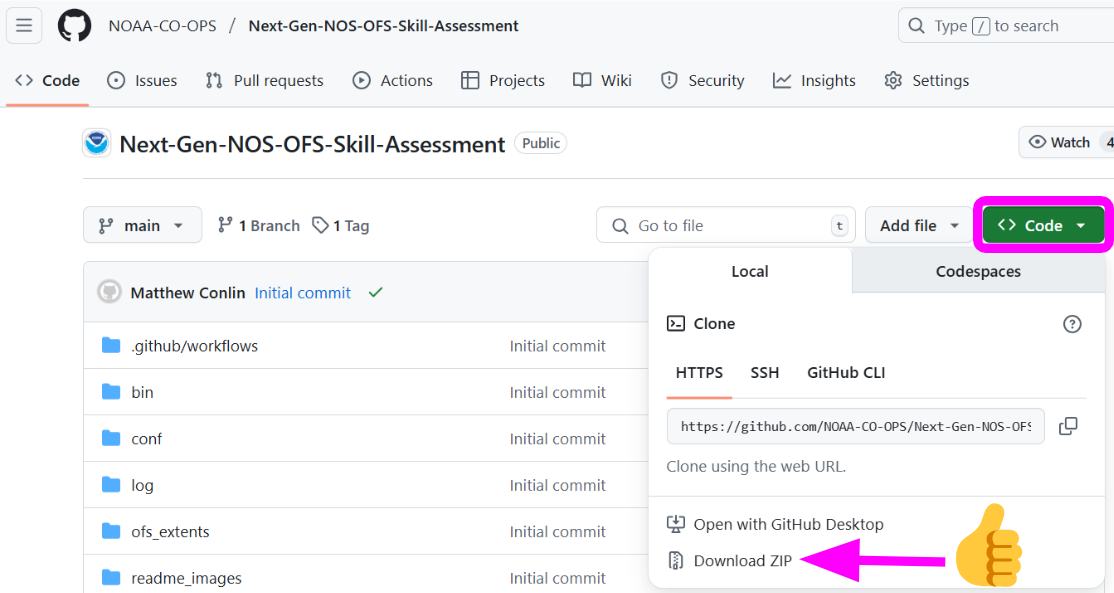 NOAA-CO-OPS / Next-Gen-NOS-OFS-Skill-Assessment
Type / to search
Code Issues Pull requests Actions Projects Wiki Security Insights Settings
Next-Gen-NOS-OFS-Skill-Assessment Public
Watch 4
main 1 Branch 1 Tag
Go to file t
Add file
Code
Local Codespaces
Matthew Conlin Initial commit
Clone
.github/workflows Initial commit
HTTPS SSH GitHub CLI
bin Initial commit
https://github.com/NOAA-CO-OPS/Next-Gen-NOS-OFS
conf Initial commit
Clone using the web URL.
log Initial commit
Open with GitHub Desktop
ofs_extents Initial commit
Download ZIP
readme_images Initial commit